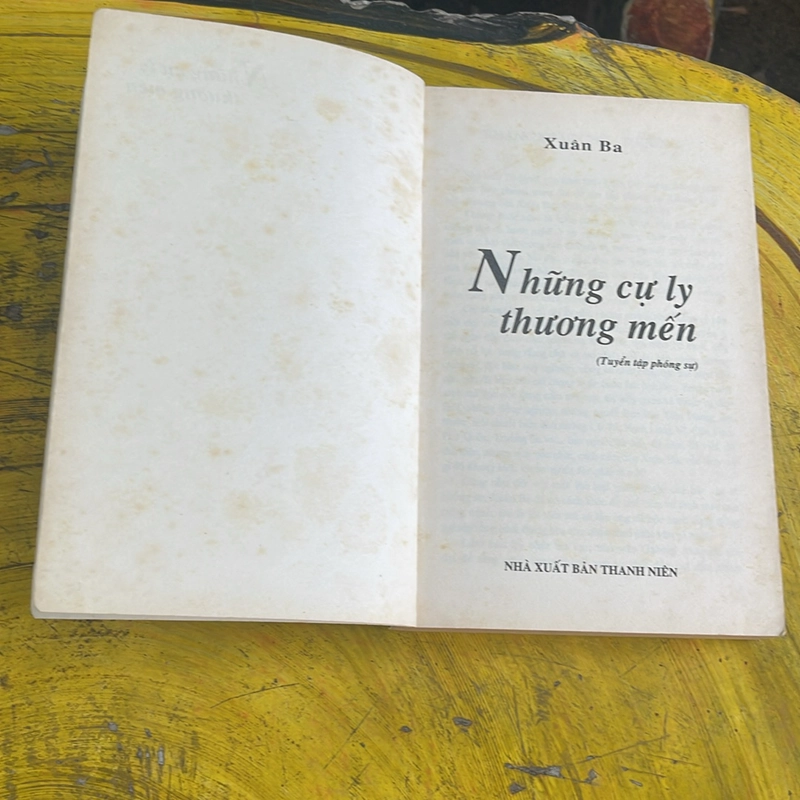 Xuân Ba
Những cự ly
thương mến
(Tuyển tập phóng sự)
NHÀ XUẤT BẢN THANH NIÊN